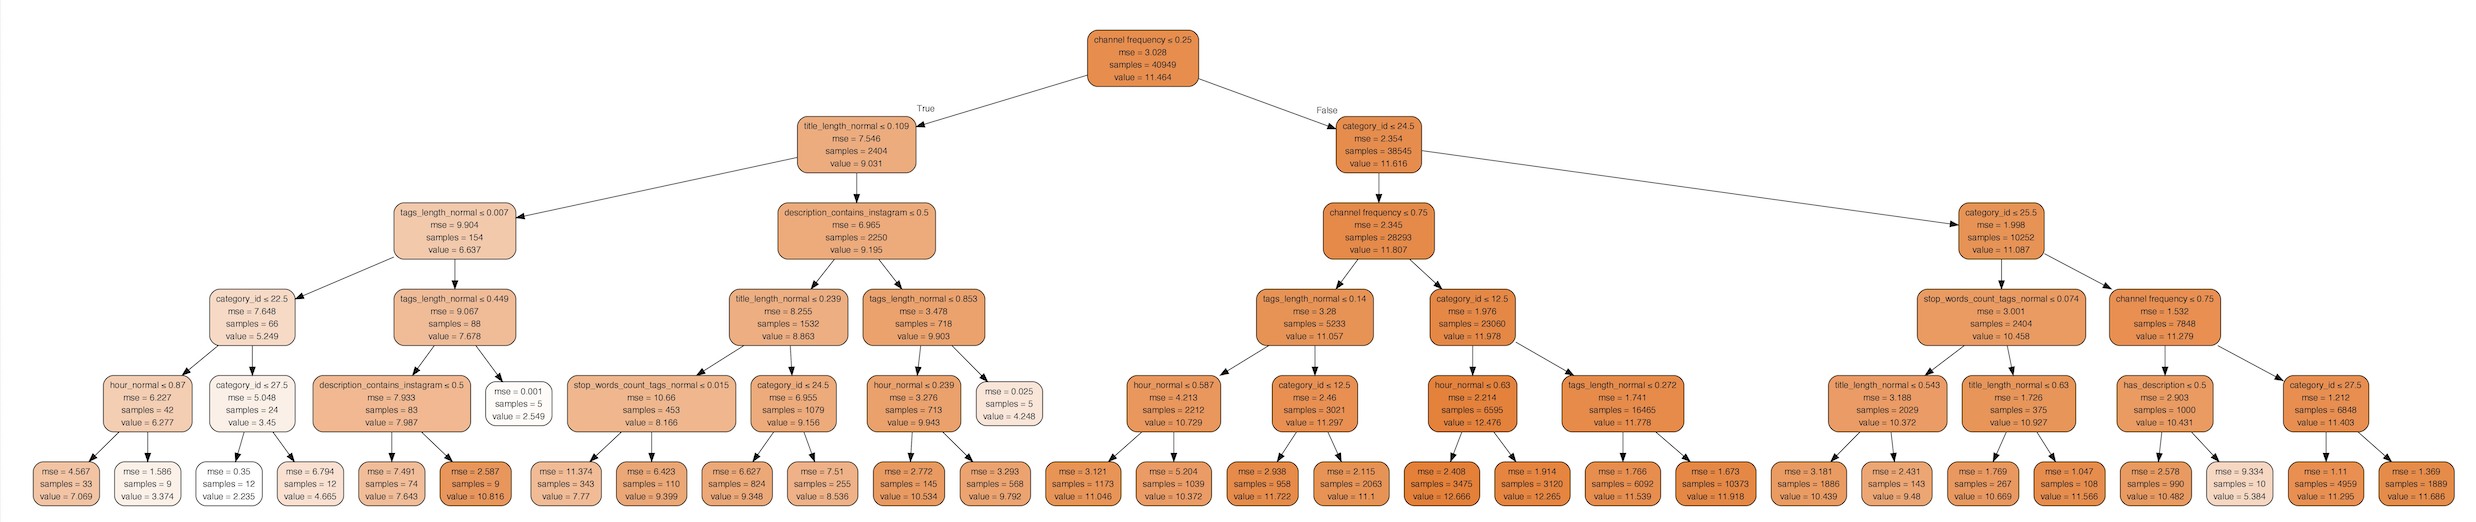 channel frequency ≤ 0.25
mse = 3.028
samples = 40949
value = 11.464
True
False
title_length_normal ≤ 0.109
mse = 7.546
samples = 2404
value = 9.031
category_id ≤ 24.5
mse = 2.354
samples = 38545
value = 11.616
tags_length_normal ≤ 0.007
mse = 9.904
samples = 154
value = 6.637
description_contains_instagram ≤ 0.5
mse = 6.965
samples = 2250
value = 9.195
channel frequency ≤ 0.75
mse = 2.345
samples = 28293
value = 11.807
category_id ≤ 25.5
mse = 1.998
samples = 10252
value = 11.087
category_id ≤ 22.5
mse = 7.648
samples = 66
value = 5.249
tags_length_normal ≤ 0.449
mse = 9.067
samples = 88
value = 7.678
title_length_normal ≤ 0.239
mse = 8.255
samples = 1532
value = 8.863
tags_length_normal ≤ 0.853
mse = 3.478
samples = 718
value = 9.903
tags_length_normal ≤ 0.14
mse = 3.28
samples = 5233
value = 11.057
category_id ≤ 12.5
mse = 1.976
samples = 23060
value = 11.978
stop_words_count_tags_normal ≤ 0.074
mse = 3.001
samples = 2404
value = 10.458
channel frequency ≤ 0.75
mse = 1.532
samples = 7848
value = 11.279
hour_normal ≤ 0.87
mse = 6.227
samples = 42
value = 6.277
category_id ≤ 27.5
mse = 5.048
samples = 24
value = 3.45
description_contains_instagram ≤ 0.5
mse = 7.933
samples = 83
value = 7.987
mse = 0.001
samples = 5
value = 2.549
stop_words_count_tags_normal ≤ 0.015
mse = 10.66
samples = 453
value = 8.166
category_id ≤ 24.5
mse = 6.955
samples = 1079
value = 9.156
hour_normal ≤ 0.239
mse = 3.276
samples = 713
value = 9.943
mse = 0.025
samples = 5
value = 4.248
hour_normal ≤ 0.587
mse = 4.213
samples = 2212
value = 10.729
category_id ≤ 12.5
mse = 2.46
samples = 3021
value = 11.297
hour_normal ≤ 0.63
mse = 2.214
samples = 6595
value = 12.476
tags_length_normal ≤ 0.272
mse = 1.741
samples = 16465
value = 11.778
title_length_normal ≤ 0.543
mse = 3.188
samples = 2029
value = 10.372
title_length_normal ≤ 0.63
mse = 1.726
samples = 375
value = 10.927
has_description ≤ 0.5
mse = 2.903
samples = 1000
value = 10.431
category_id ≤ 27.5
mse = 1.212
samples = 6848
value = 11.403
mse = 4.567
samples = 33
value = 7.069
mse = 1.586
samples = 9
value = 3.374
mse = 0.35
samples = 12
value = 2.235
mse = 6.794
samples = 12
value = 4.665
mse = 7.491
samples = 74
value = 7.643
mse = 2.587
samples = 9
value = 10.816
mse = 11.374
samples = 343
value = 7.77
mse = 6.423
samples = 110
value = 9.399
mse = 6.627
samples = 824
value = 9.348
mse = 7.51
samples = 255
value = 8.536
mse = 2.772
samples = 145
value = 10.534
mse = 3.293
samples = 568
value = 9.792
mse = 3.121
samples = 1173
value = 11.046
mse = 5.204
samples = 1039
value = 10.372
mse = 2.938
samples = 958
value = 11.722
mse = 2.115
samples = 2063
value = 11.1
mse = 2.408
samples = 3475
value = 12.666
mse = 1.914
samples = 3120
value = 12.265
mse = 1.766
samples = 6092
value = 11.539
mse = 1.673
samples = 10373
value = 11.918
mse = 3.181
samples = 1886
value = 10.439
mse = 2.431
samples = 143
value = 9.48
mse = 1.769
samples = 267
value = 10.669
mse = 1.047
samples = 108
value = 11.566
mse = 2.578
samples = 990
value = 10.482
mse = 9.334
samples = 10
value = 5.384
mse = 1.11
samples = 4959
value = 11.295
mse = 1.369
samples = 1889
value = 11.686